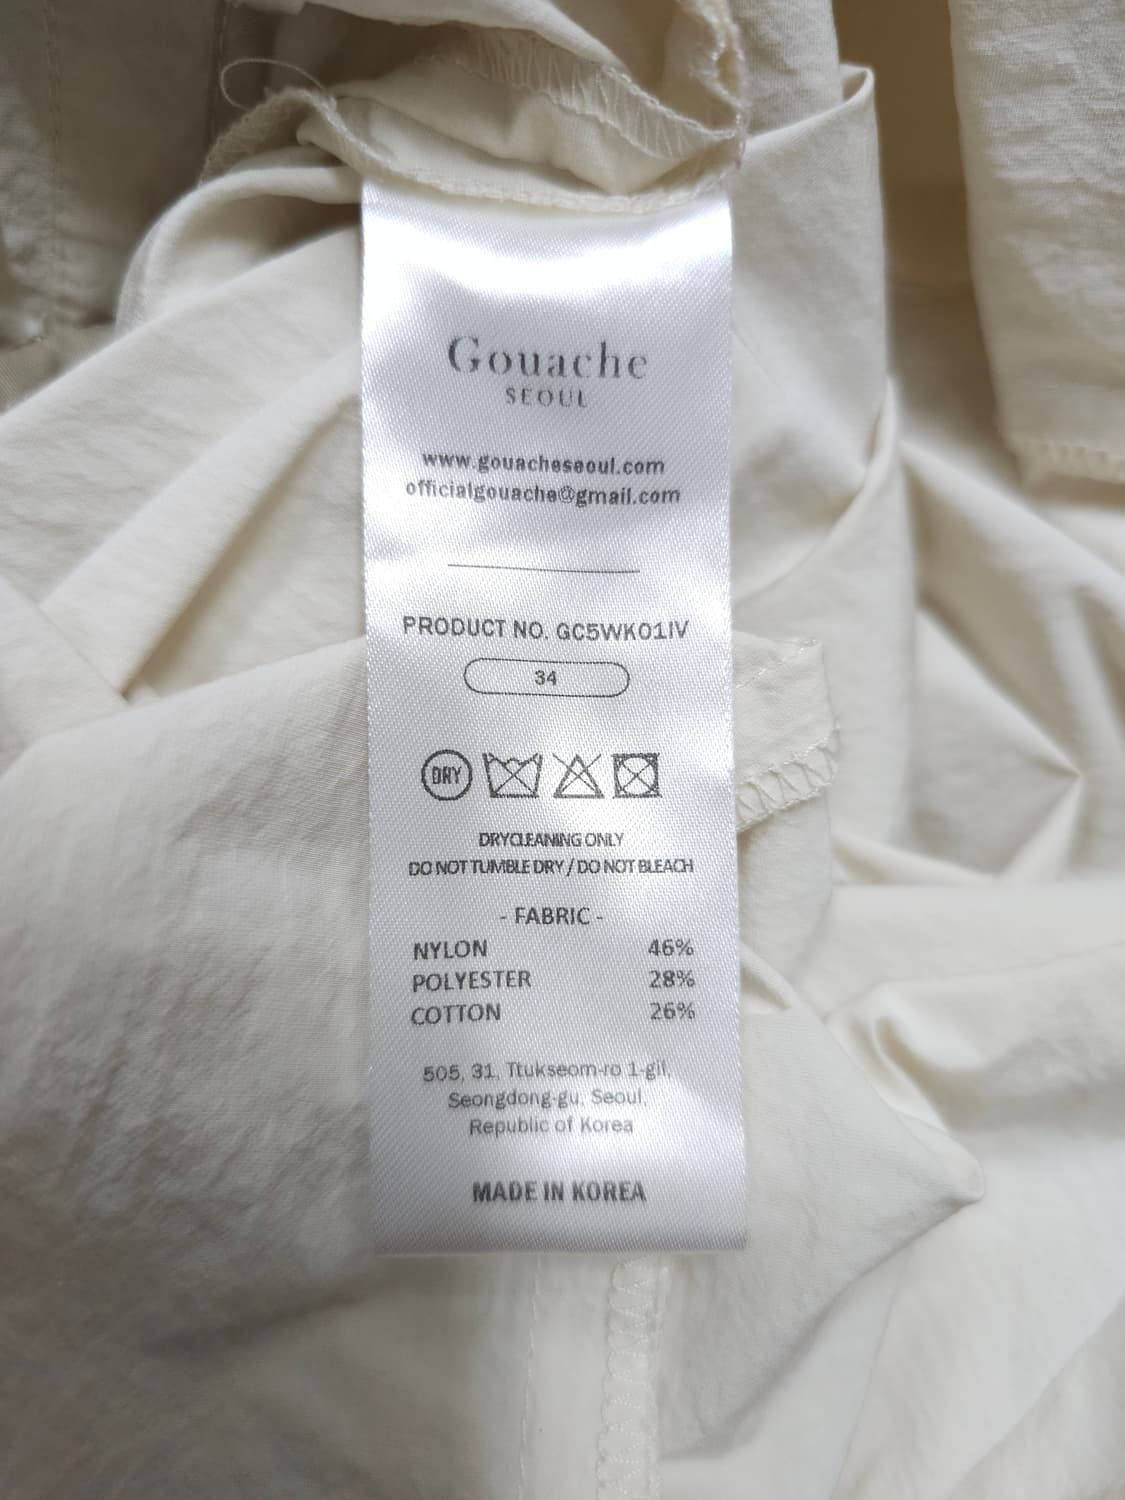 Gouache
SEOUL
www.gouacheseoul.com
officialgouache@gmail.com
PRODUCT NO. GC5WK01IV
34
DRY
DRYCLEANING ONLY
DO NOT TUMBLE DRY / DO NOT BLEACH
- FABRIC -
NYLON 46%
POLYESTER 28%
COTTON 26%
505, 31, Ttukseom-ro 1-gil,
Seongdong-gu, Seoul,
Republic of Korea
MADE IN KOREA